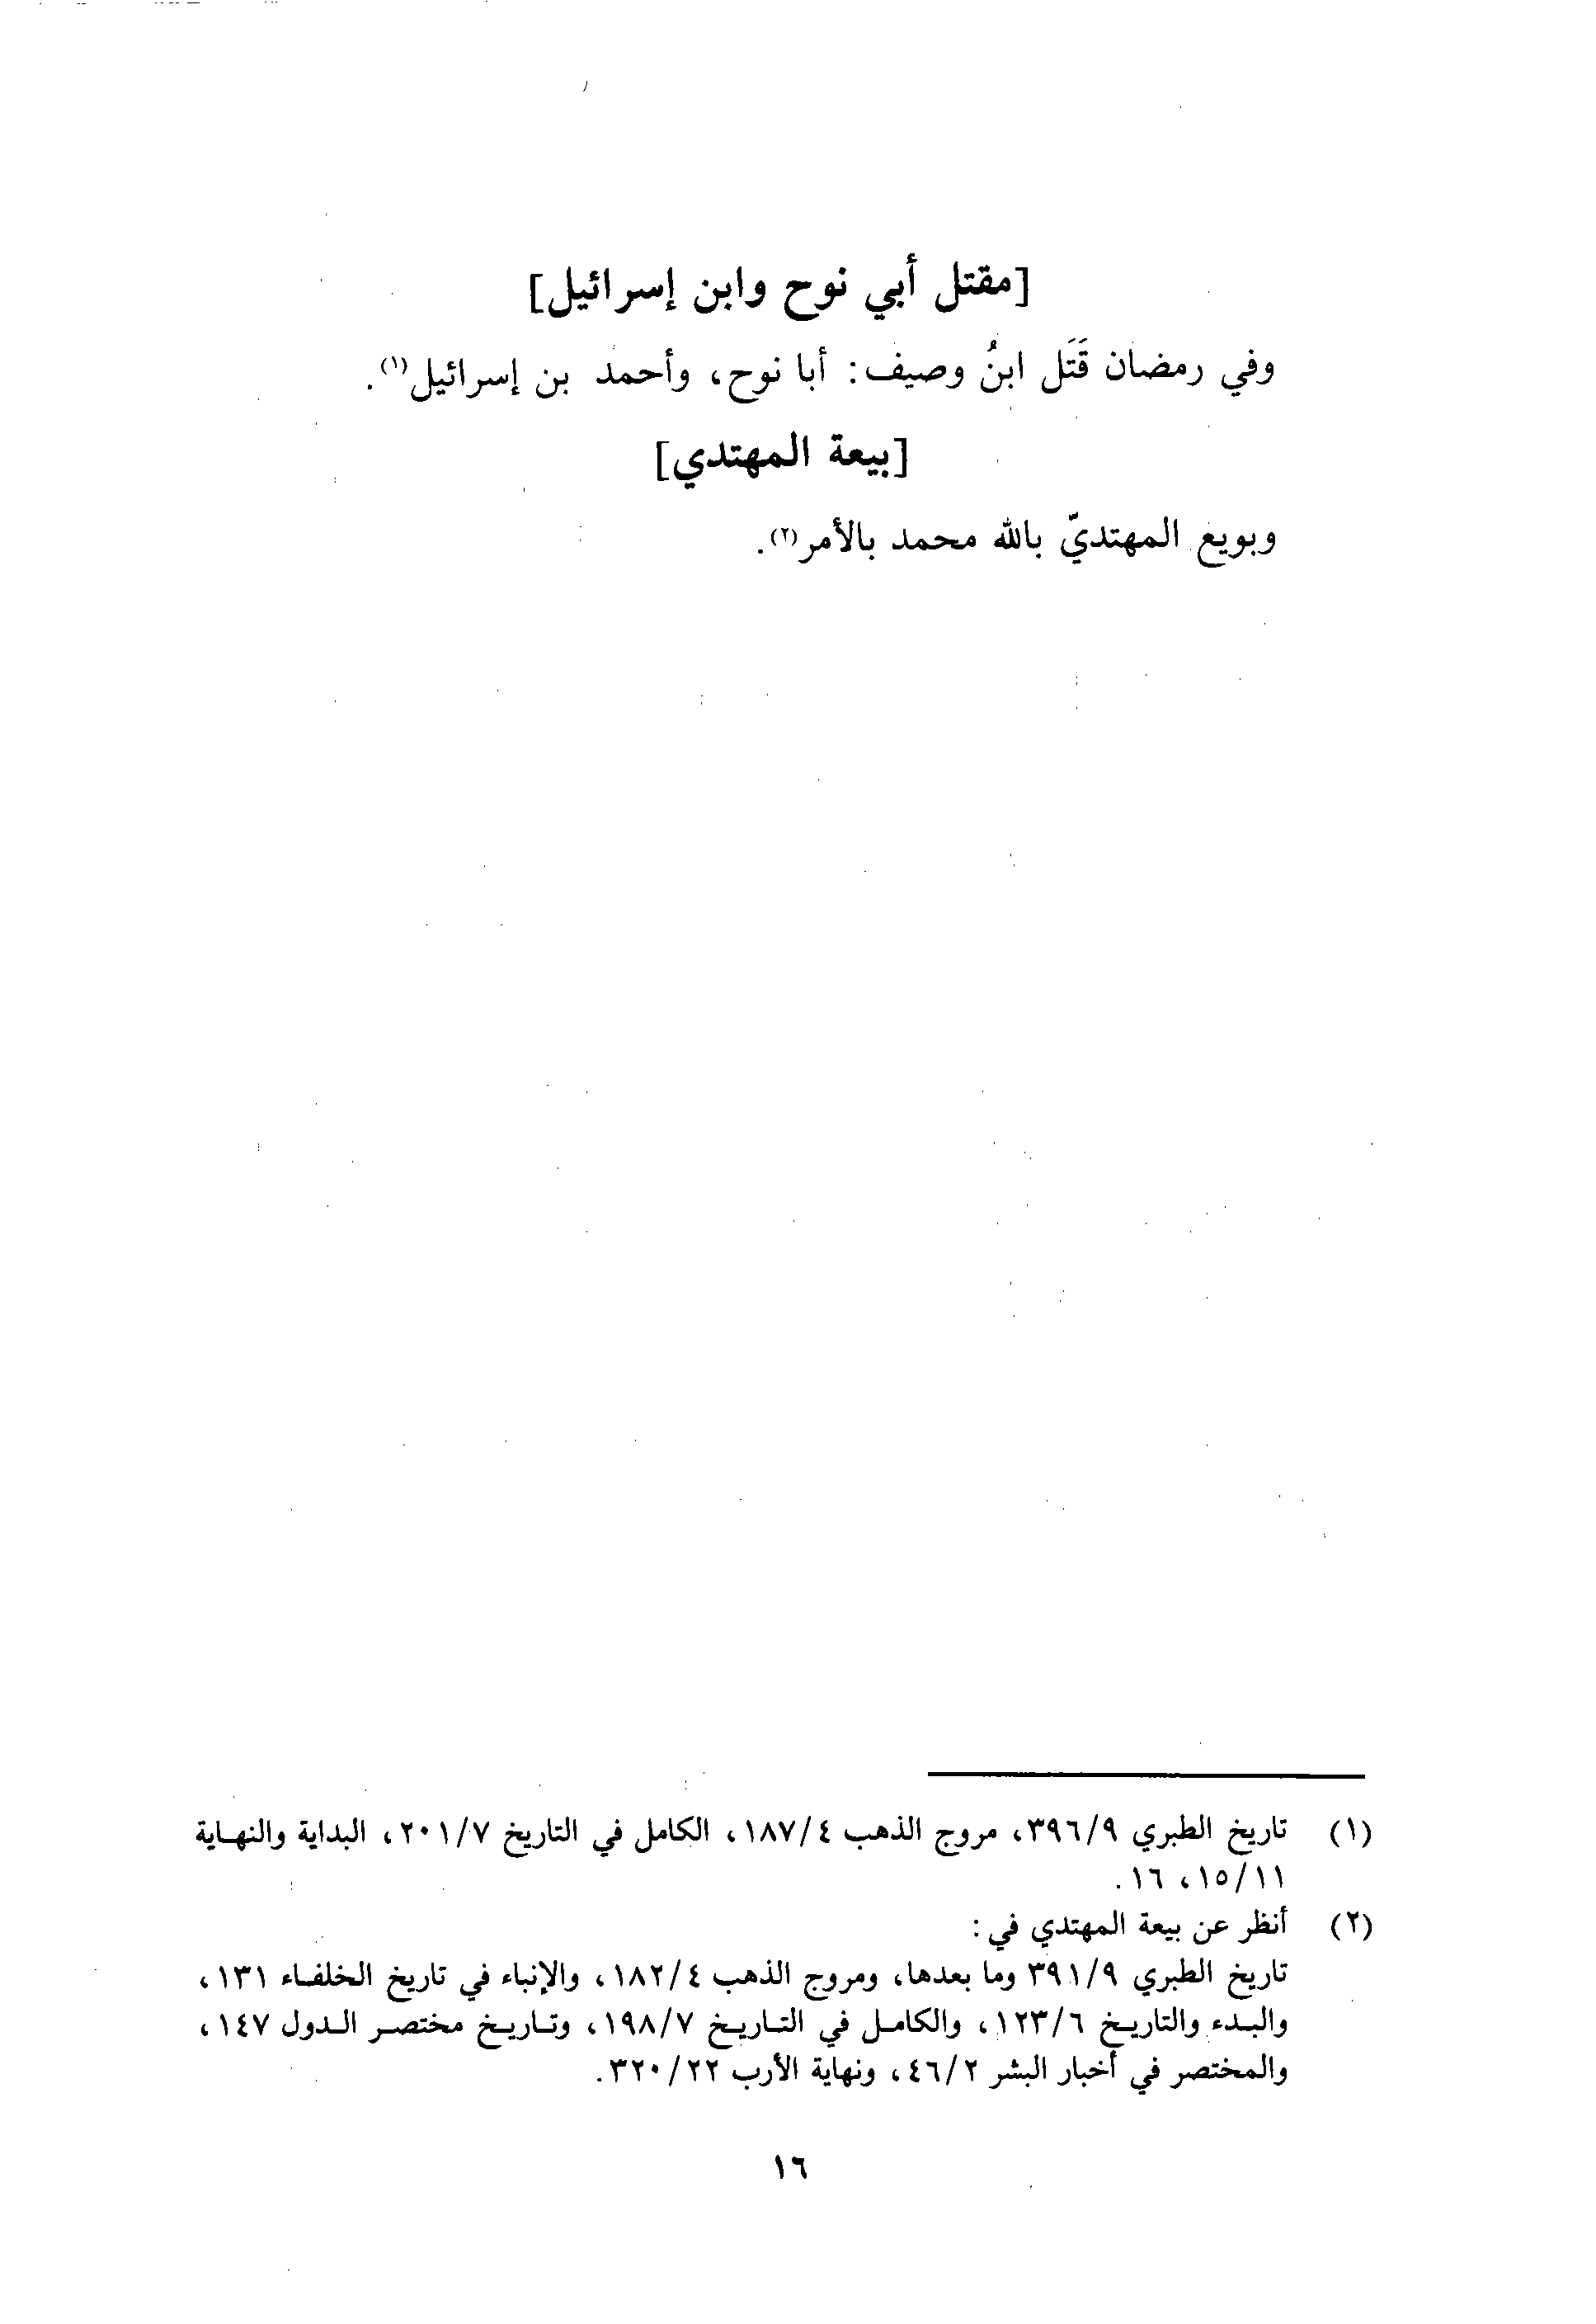 [مقتل أبي نوح وابن إسرائيل]
وفي رمضان قَتَل ابنُ وصيف: أبا نوح، وأحمد بن إسرائيل(١).
[بيعة المهتدي]
وبويع المهتديّ بالله محمد بالأمر(٢).
(١) تاريخ الطبري ٣٩٦/٩، مروج الذهب ١٨٧/٤، الكامل في التاريخ ٢٠١/٧، البداية والنهاية
١٥/١١، ١٦.
(٢) أنظر عن بيعة المهتدي في:
تاريخ الطبري ٣٩١/٩ وما بعدها، ومروج الذهب ١٨٢/٤، والإنباء في تاريخ الخلفاء ١٣١،
والبدء والتاريخ ١٢٣/٦، والكامل في التاريخ ١٩٨/٧، وتاريخ مختصر الدول ١٤٧،
والمختصر في أخبار البشر ٤٦/٢، ونهاية الأرب ٣٢٠/٢٢.
١٦